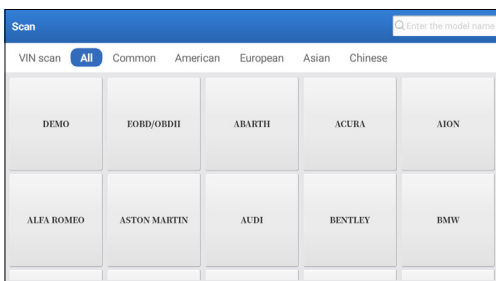 Scan
Enter the model name
VIN scan All Common American European Asian Chinese
DEMO EOBD/OBDII ABARTH ACURA AION
ALFA ROMEO ASTON MARTIN AUDI BENTLEY BMW